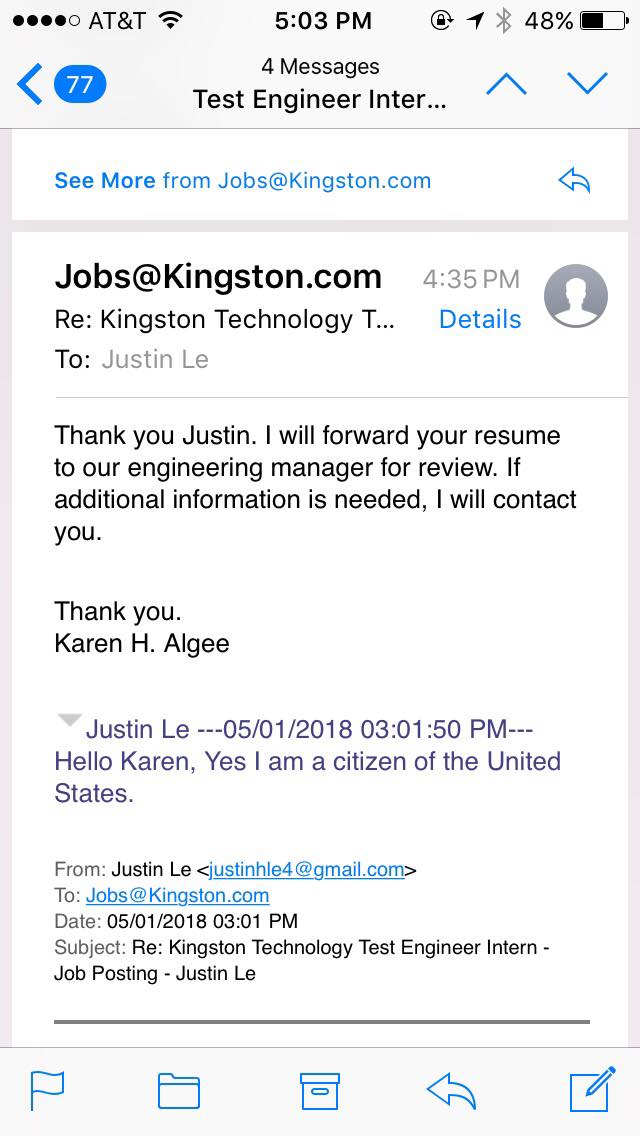 AT&T 5:03 PM 48%
77
4 Messages
Test Engineer Inter...
See More from Jobs@Kingston.com
Jobs@Kingston.com 4:35 PM
Re: Kingston Technology T... Details
To: Justin Le
Thank you Justin. I will forward your resume
to our engineering manager for review. If
additional information is needed, I will contact
you.
Thank you.
Karen H. Algee
Justin Le ---05/01/2018 03:01:50 PM---
Hello Karen, Yes I am a citizen of the United
States.
From: Justin Le <justinhle4@gmail.com>
To: Jobs@Kingston.com
Date: 05/01/2018 03:01 PM
Subject: Re: Kingston Technology Test Engineer Intern -
Job Posting - Justin Le